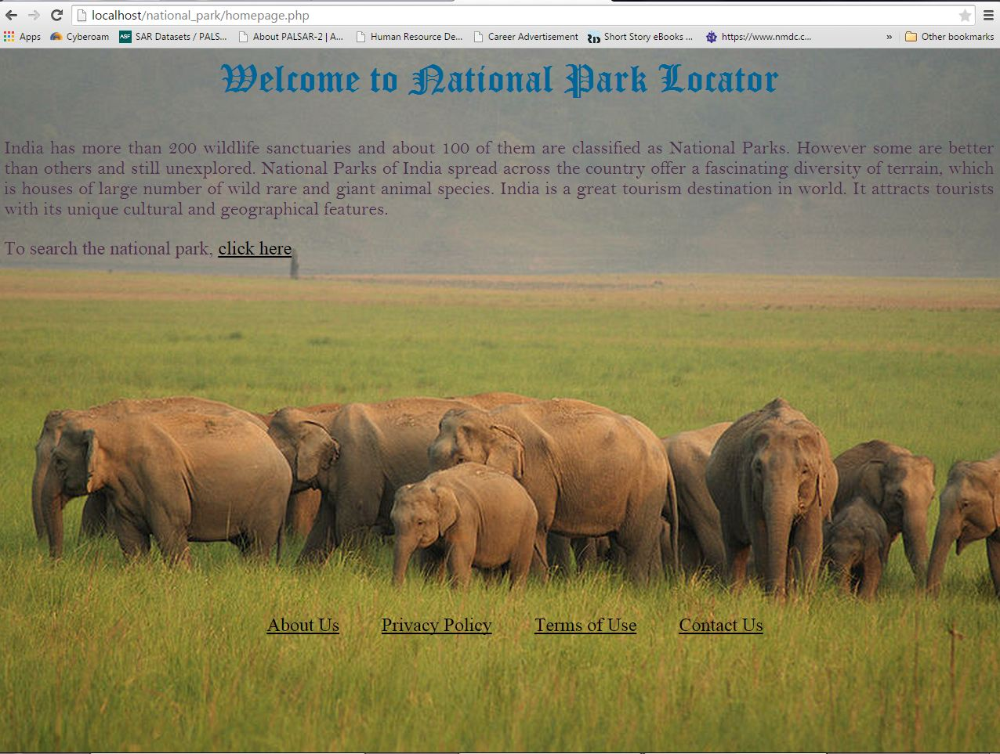 localhost/national_park/homepage.php
Apps Cyberoam ASF SAR Datasets / PALS... About PALSAR-2 | A... Human Resource De... Career Advertisement Short Story eBooks ... https://www.nmdc.c... » Other bookmarks
Welcome to National Park Locator
India has more than 200 wildlife sanctuaries and about 100 of them are classified as National Parks. However some are better
than others and still unexplored. National Parks of India spread across the country offer a fascinating diversity of terrain, which
is houses of large number of wild rare and giant animal species. India is a great tourism destination in world. It attracts tourists
with its unique cultural and geographical features.
To search the national park, click here
About Us Privacy Policy Terms of Use Contact Us